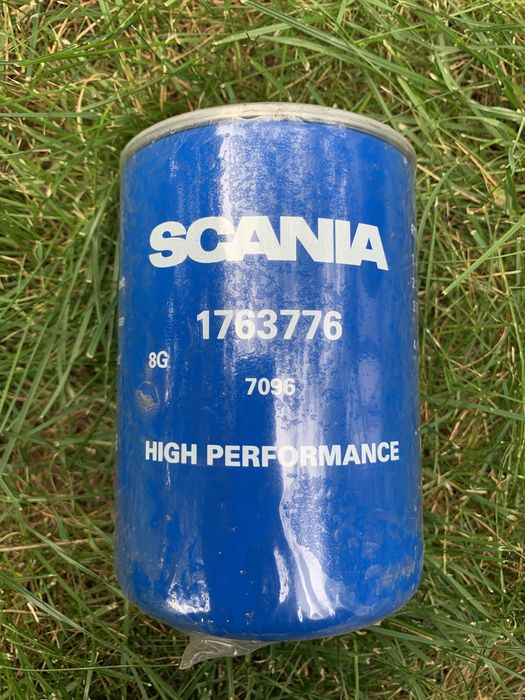 SCANIA
1763776
8G
7096
HIGH PERFORMANCE